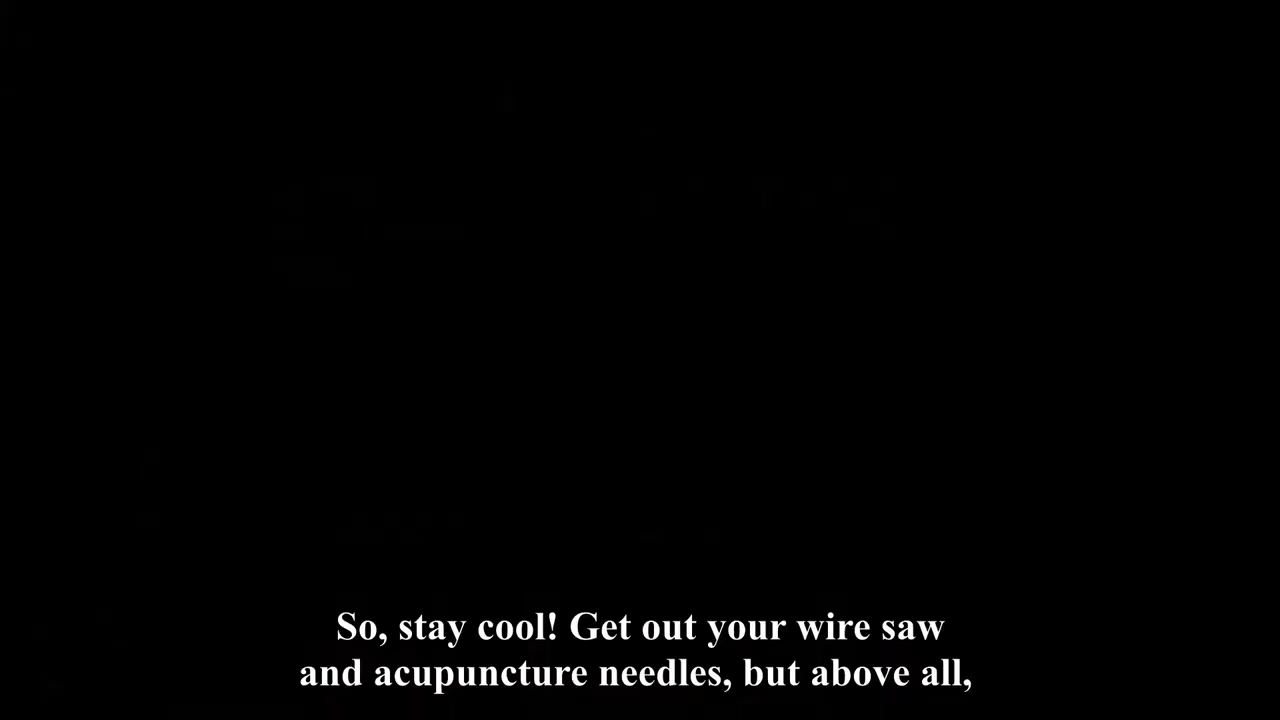 So, stay cool! Get out your wire saw
and acupuncture needles, but above all,